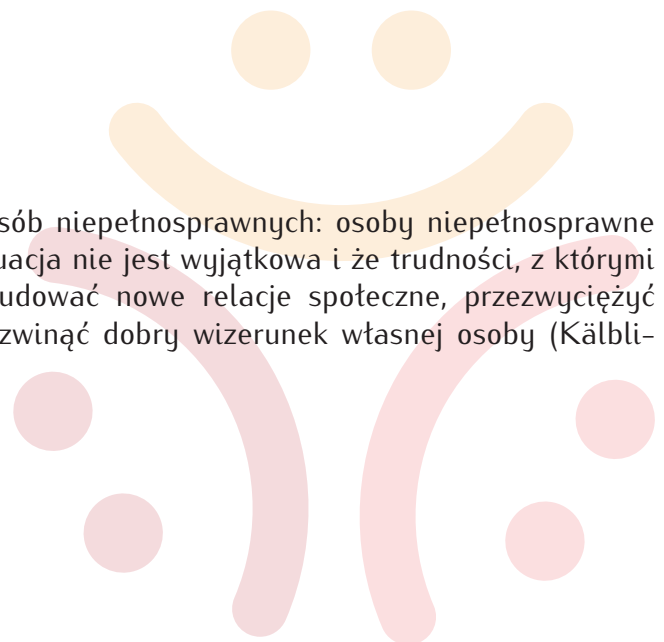 sób niepełnosprawnych: osoby niepełnosprawne
uacja nie jest wyjątkowa i że trudności, z którymi
udować nowe relacje społeczne, przezwyciężyć
zwinąć dobry wizerunek własnej osoby (Kälbli-